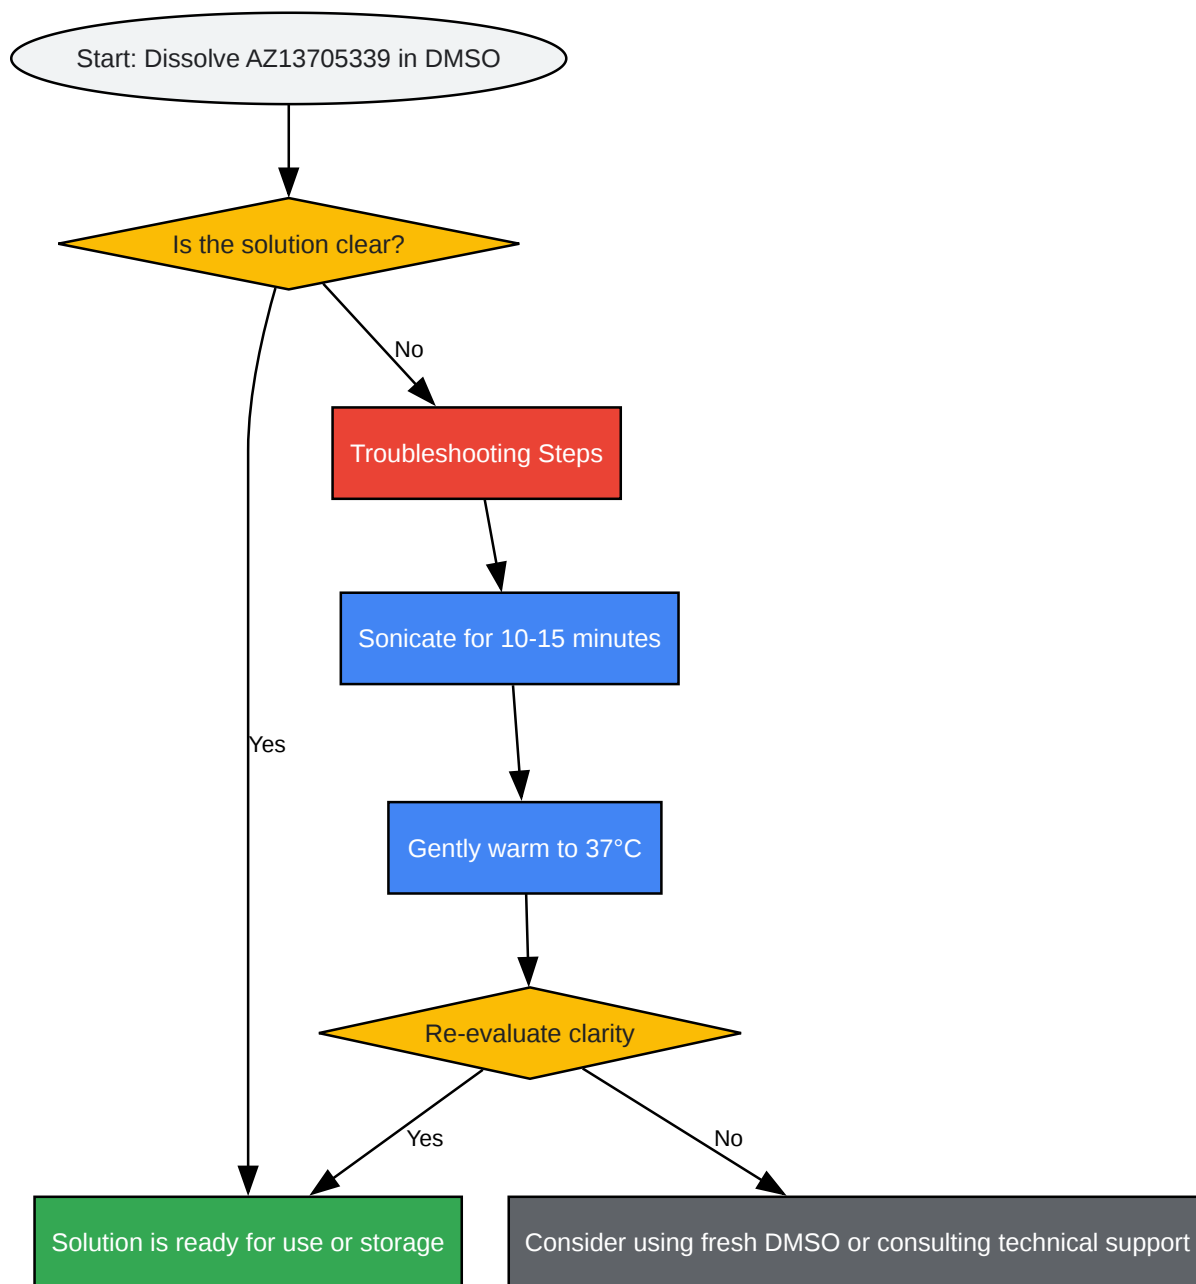 Start: Dissolve AZ13705339 in DMSO
Is the solution clear?
No
Troubleshooting Steps
Sonicate for 10-15 minutes
Yes
Gently warm to 37°C
Re-evaluate clarity
Yes
No
Solution is ready for use or storage
Consider using fresh DMSO or consulting technical support